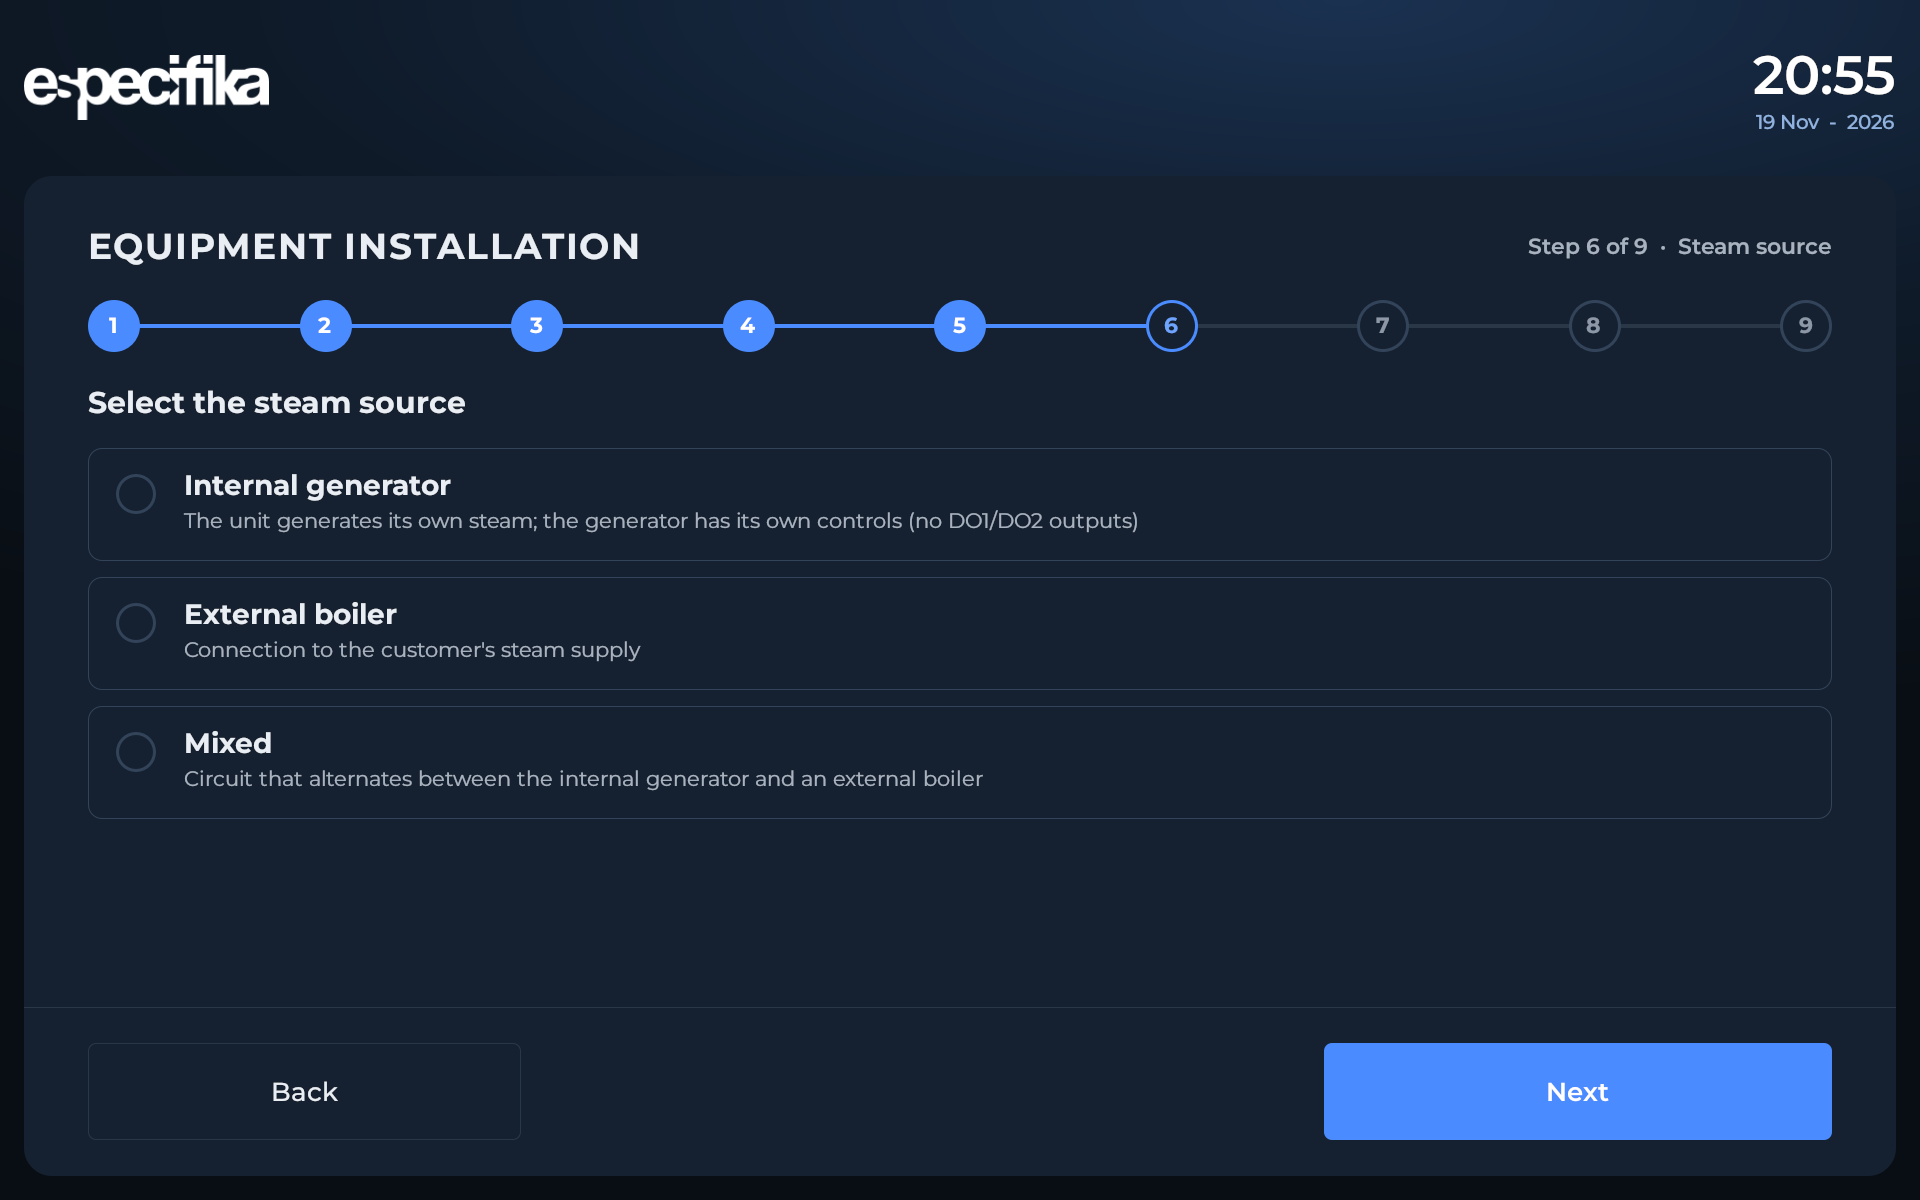 especifika
20:55
19 Nov - 2026
EQUIPMENT INSTALLATION
Step 6 of 9 · Steam source
1 2 3 4 5 6 7 8 9
Select the steam source
Internal generator
The unit generates its own steam; the generator has its own controls (no DO1/DO2 outputs)
External boiler
Connection to the customer's steam supply
Mixed
Circuit that alternates between the internal generator and an external boiler
Back
Next